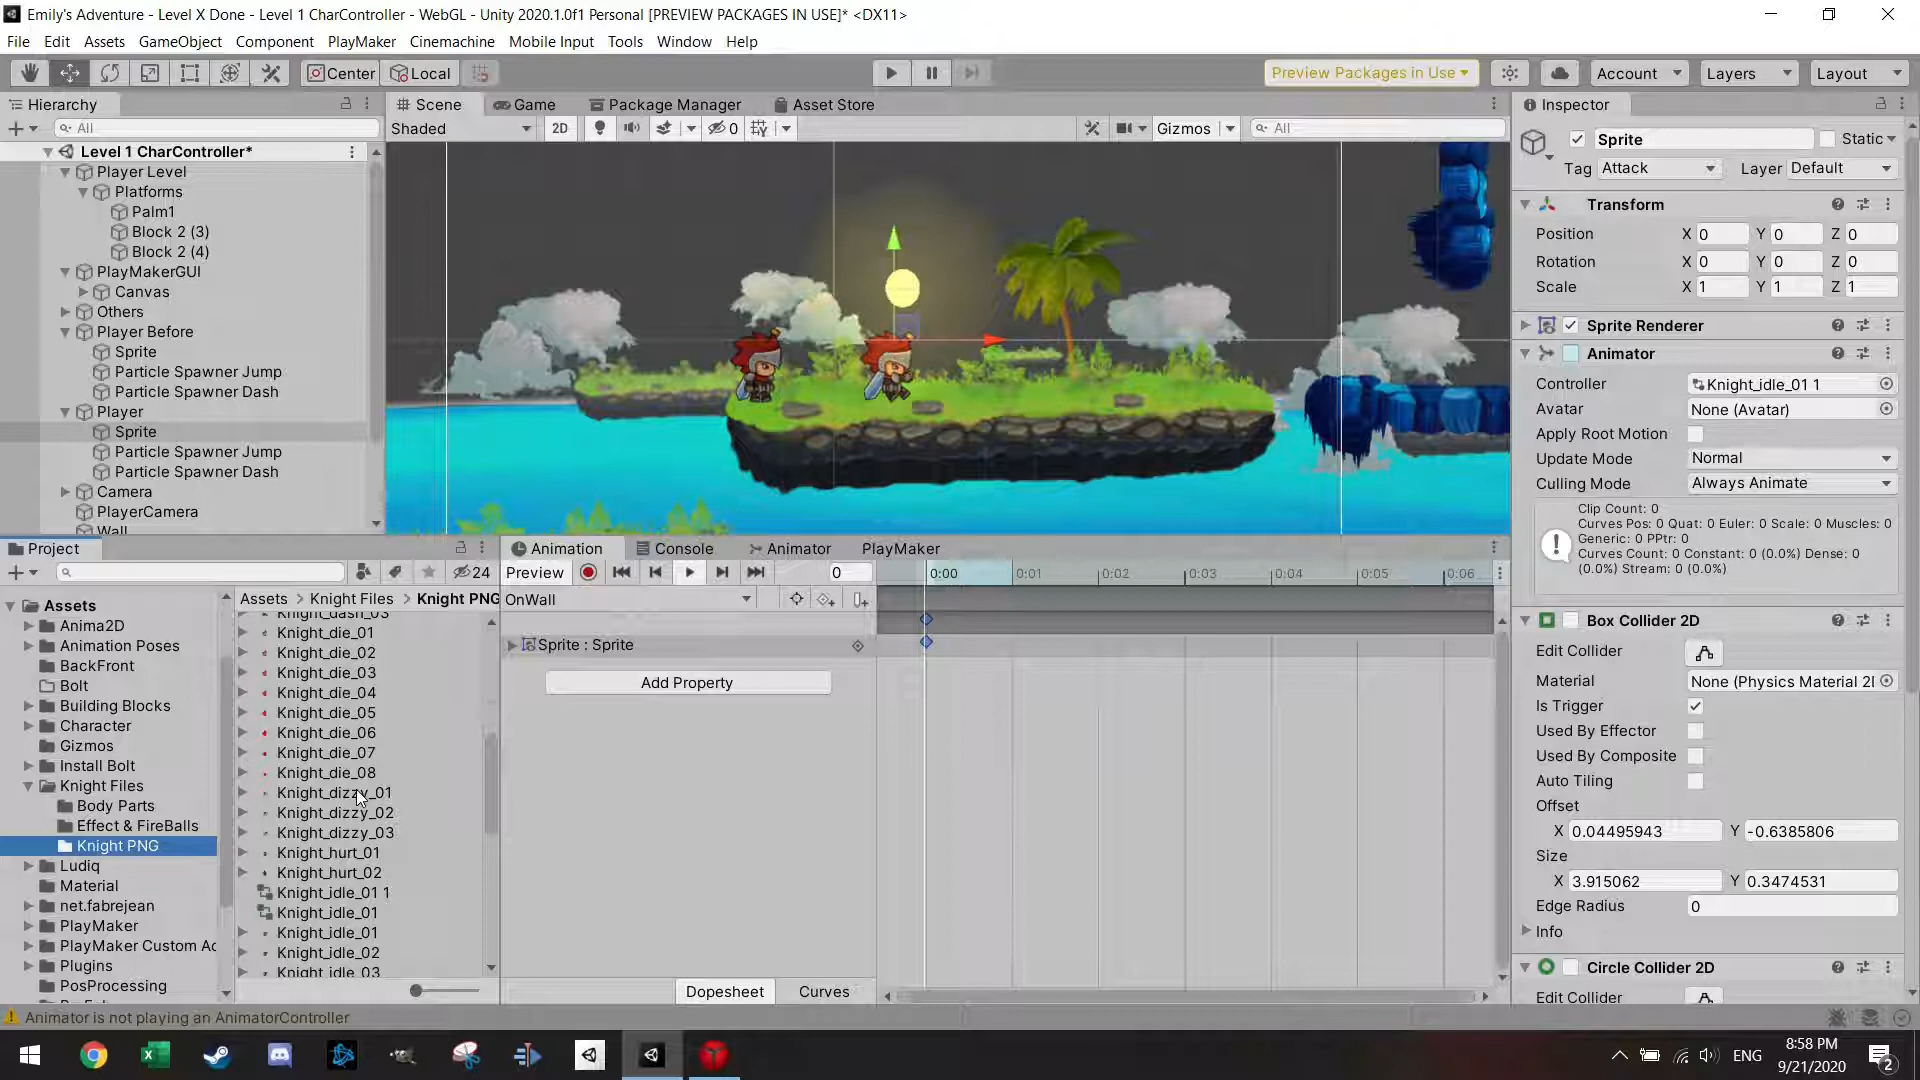 Emily's Adventure - Level X Done - Level 1 CharController - WebGL - Unity 2020.1.0f1 Personal [PREVIEW PACKAGES IN USE]* <DX11>
File Edit Assets GameObject Component PlayMaker Cinemachine Mobile Input Tools Window Help
Center Local Preview Packages in Use Account Layers Layout
Hierarchy
All
Level 1 CharController*
Player Level
Platforms
Palm1
Block 2 (3)
Block 2 (4)
PlayMakerGUI
Canvas
Others
Player Before
Sprite
Particle Spawner Jump
Particle Spawner Dash
Player
Sprite
Particle Spawner Jump
Particle Spawner Dash
Camera
PlayerCamera
Wall
Scene Game Package Manager Asset Store
Shaded 2D 0 Gizmos All
Inspector
Sprite Static
Tag Attack Layer Default
Transform
Position X 0 Y 0 Z 0
Rotation X 0 Y 0 Z 0
Scale X 1 Y 1 Z 1
Sprite Renderer
Animator
Controller Knight_idle_01 1
Avatar None (Avatar)
Apply Root Motion
Update Mode Normal
Culling Mode Always Animate
Clip Count: 0
Curves Pos: 0 Quat: 0 Euler: 0 Scale: 0 Muscles: 0
Generic: 0 PPtr: 0
Curves Count: 0 Constant: 0 (0.0%) Dense: 0
(0.0%) Stream: 0 (0.0%)
Box Collider 2D
Edit Collider
Material None (Physics Material 2I
Is Trigger
Used By Effector
Used By Composite
Auto Tiling
Offset
X 0.04495943 Y -0.6385806
Size
X 3.915062 Y 0.3474531
Edge Radius 0
Info
Circle Collider 2D
Edit Collider
Project
24
Assets
Anima2D
Animation Poses
BackFront
Bolt
Building Blocks
Character
Gizmos
Install Bolt
Knight Files
Body Parts
Effect & FireBalls
Knight PNG
Ludiq
Material
net.fabrejean
PlayMaker
PlayMaker Custom Ac
Plugins
PosProcessing
Assets > Knight Files > Knight PNG
Knight_dash_03
Knight_die_01
Knight_die_02
Knight_die_03
Knight_die_04
Knight_die_05
Knight_die_06
Knight_die_07
Knight_die_08
Knight_dizzy_01
Knight_dizzy_02
Knight_dizzy_03
Knight_hurt_01
Knight_hurt_02
Knight_idle_01 1
Knight_idle_01
Knight_idle_01
Knight_idle_02
Knight_idle_03
Animation Console Animator PlayMaker
Preview 0 0:00 0:01 0:02 0:03 0:04 0:05 0:06
OnWall
Sprite : Sprite
Add Property
Dopesheet Curves
Animator is not playing an AnimatorController
ENG 8:58 PM
9/21/2020
2